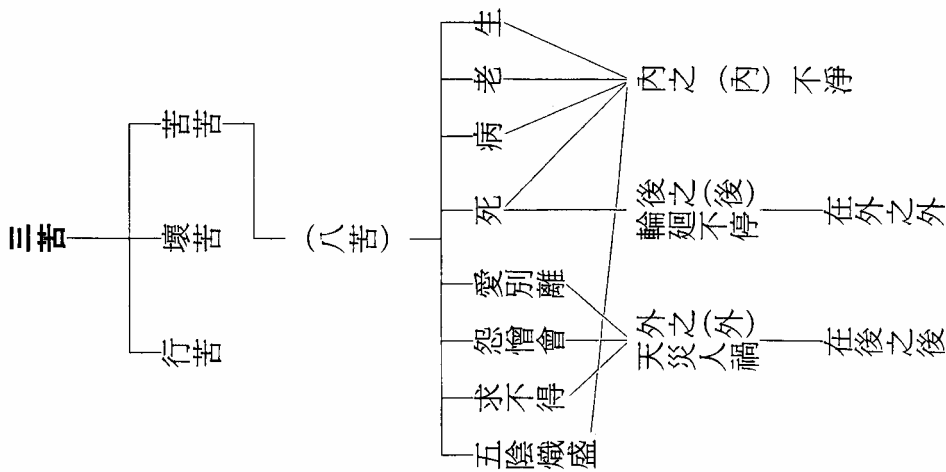 三苦
苦苦
壞苦
行苦
(八苦)
生
老
病
死
愛別離
怨憎會
求不得
五陰熾盛
內之(內)不淨
後之(後)
輪廻不停
在外之外
外之(外)
天災人禍
在後之後